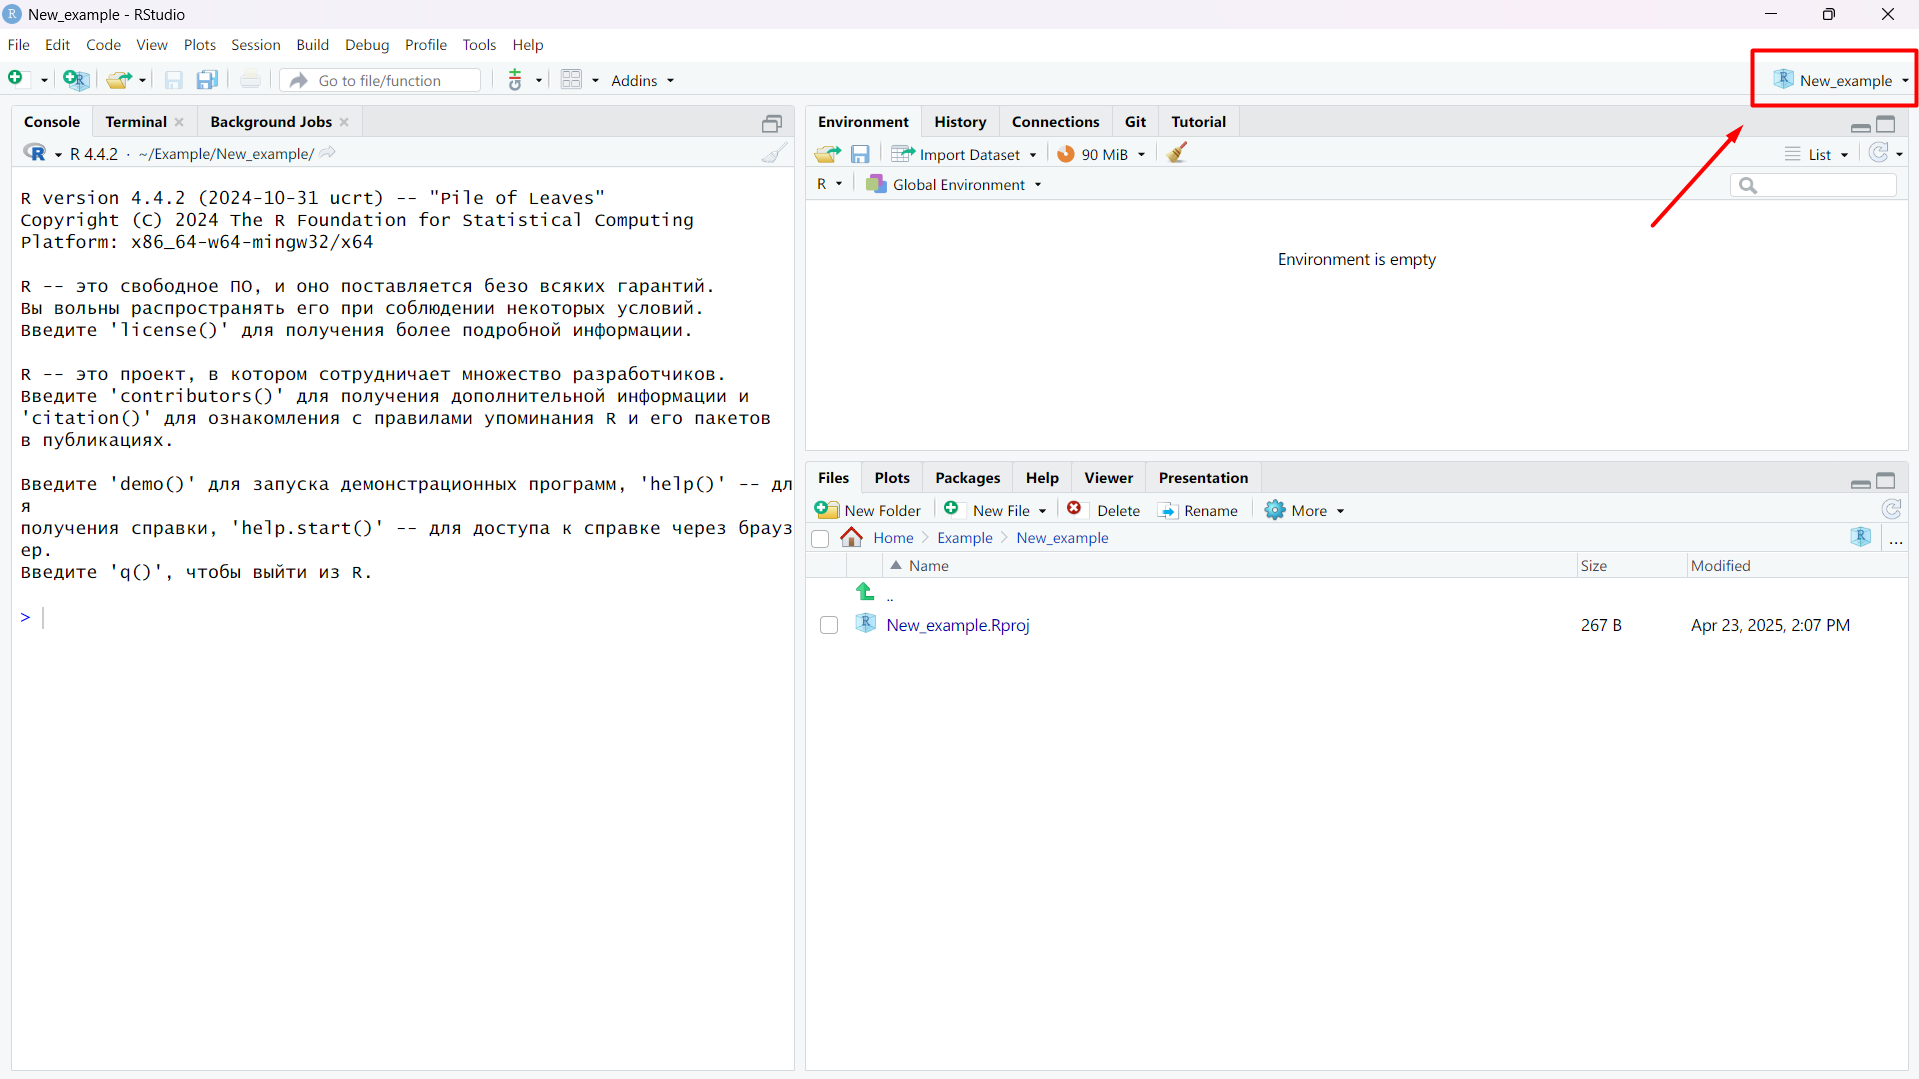 New_example - RStudio
File Edit Code View Plots Session Build Debug Profile Tools Help
Go to file/function Addins New_example
Console Terminal Background Jobs
R 4.4.2 · ~/Example/New_example/
R version 4.4.2 (2024-10-31 ucrt) -- "Pile of Leaves"
Copyright (C) 2024 The R Foundation for Statistical Computing
Platform: x86_64-w64-mingw32/x64
R -- это свободное ПО, и оно поставляется безо всяких гарантий.
Вы вольны распространять его при соблюдении некоторых условий.
Введите 'license()' для получения более подробной информации.
R -- это проект, в котором сотрудничает множество разработчиков.
Введите 'contributors()' для получения дополнительной информации и
'citation()' для ознакомления с правилами упоминания R и его пакетов
в публикациях.
Введите 'demo()' для запуска демонстрационных программ, 'help()' -- дл
я
получения справки, 'help.start()' -- для доступа к справке через брауз
ер.
Введите 'q()', чтобы выйти из R.
>
Environment History Connections Git Tutorial
Import Dataset 90 MiB List
R Global Environment
Environment is empty
Files Plots Packages Help Viewer Presentation
New Folder New File Delete Rename More
Home Example New_example ...
Name Size Modified
..
New_example.Rproj 267 B Apr 23, 2025, 2:07 PM